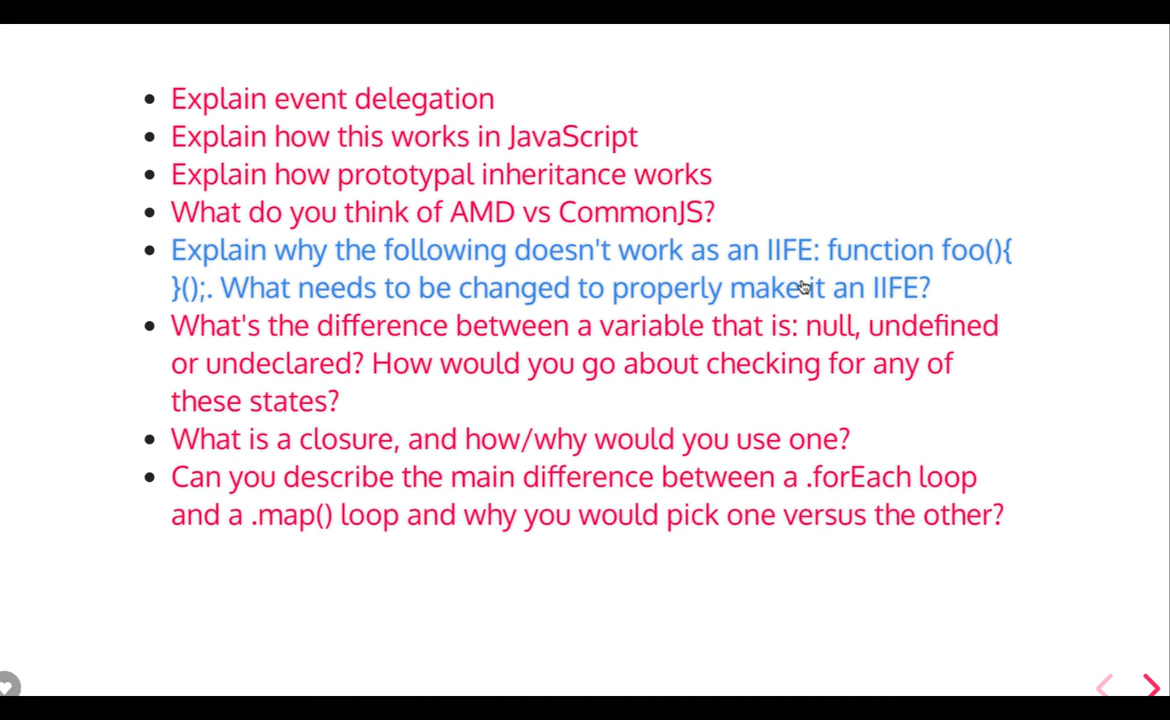 Explain event delegation
Explain how this works in JavaScript
Explain how prototypal inheritance works
What do you think of AMD vs CommonJS?
Explain why the following doesn't work as an IIFE: function foo(){
}();. What needs to be changed to properly make it an IIFE?
What's the difference between a variable that is: null, undefined
or undeclared? How would you go about checking for any of
these states?
What is a closure, and how/why would you use one?
Can you describe the main difference between a .forEach loop
and a .map() loop and why you would pick one versus the other?